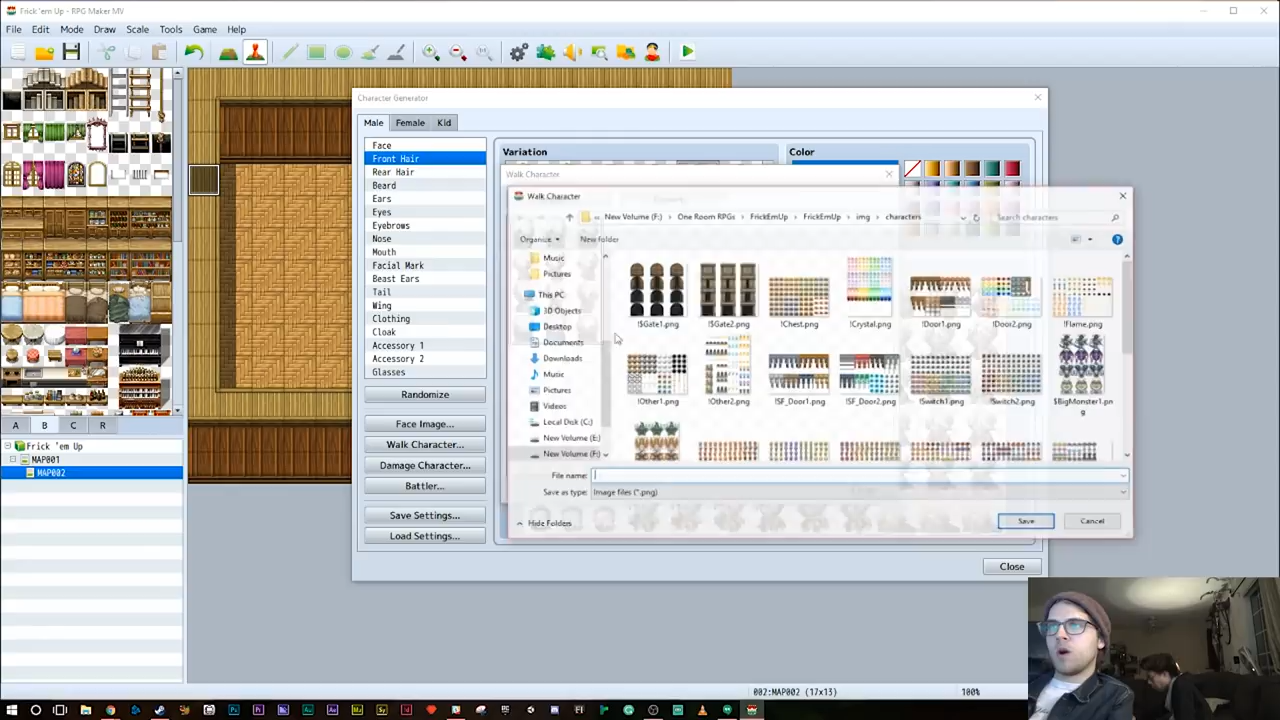 Frick 'em Up - RPG Maker MV
File Edit Mode Draw Scale Tools Game Help
Character Generator
Male Female Kid
Face
Front Hair
Rear Hair
Beard
Ears
Eyes
Eyebrows
Nose
Mouth
Facial Mark
Beast Ears
Tail
Wing
Clothing
Cloak
Accessory 1
Accessory 2
Glasses
Randomize
Face Image...
Walk Character...
Damage Character...
Battler...
Save Settings...
Load Settings...
Variation
Color
Walk Character
Walk Character
New Volume (F:) One Room RPGs FrickEmUp FrickEmUp img characters
Search characters
Organize New folder
Music
Pictures
This PC
3D Objects
Desktop
Documents
Downloads
Music
Pictures
Videos
Local Disk (C:)
New Volume (E:)
New Volume (F:)
!$Gate1.png !$Gate2.png !Chest.png !Crystal.png !Door1.png !Door2.png !Flame.png
!Other1.png !Other2.png !SF_Door1.png !SF_Door2.png !Switch1.png !Switch2.png $BigMonster1.png
File name:
Save as type: Image files (*.png)
Hide Folders Save Cancel
Close
A B C R
Frick 'em Up
MAP001
MAP002
002:MAP002 (17x13) 100%